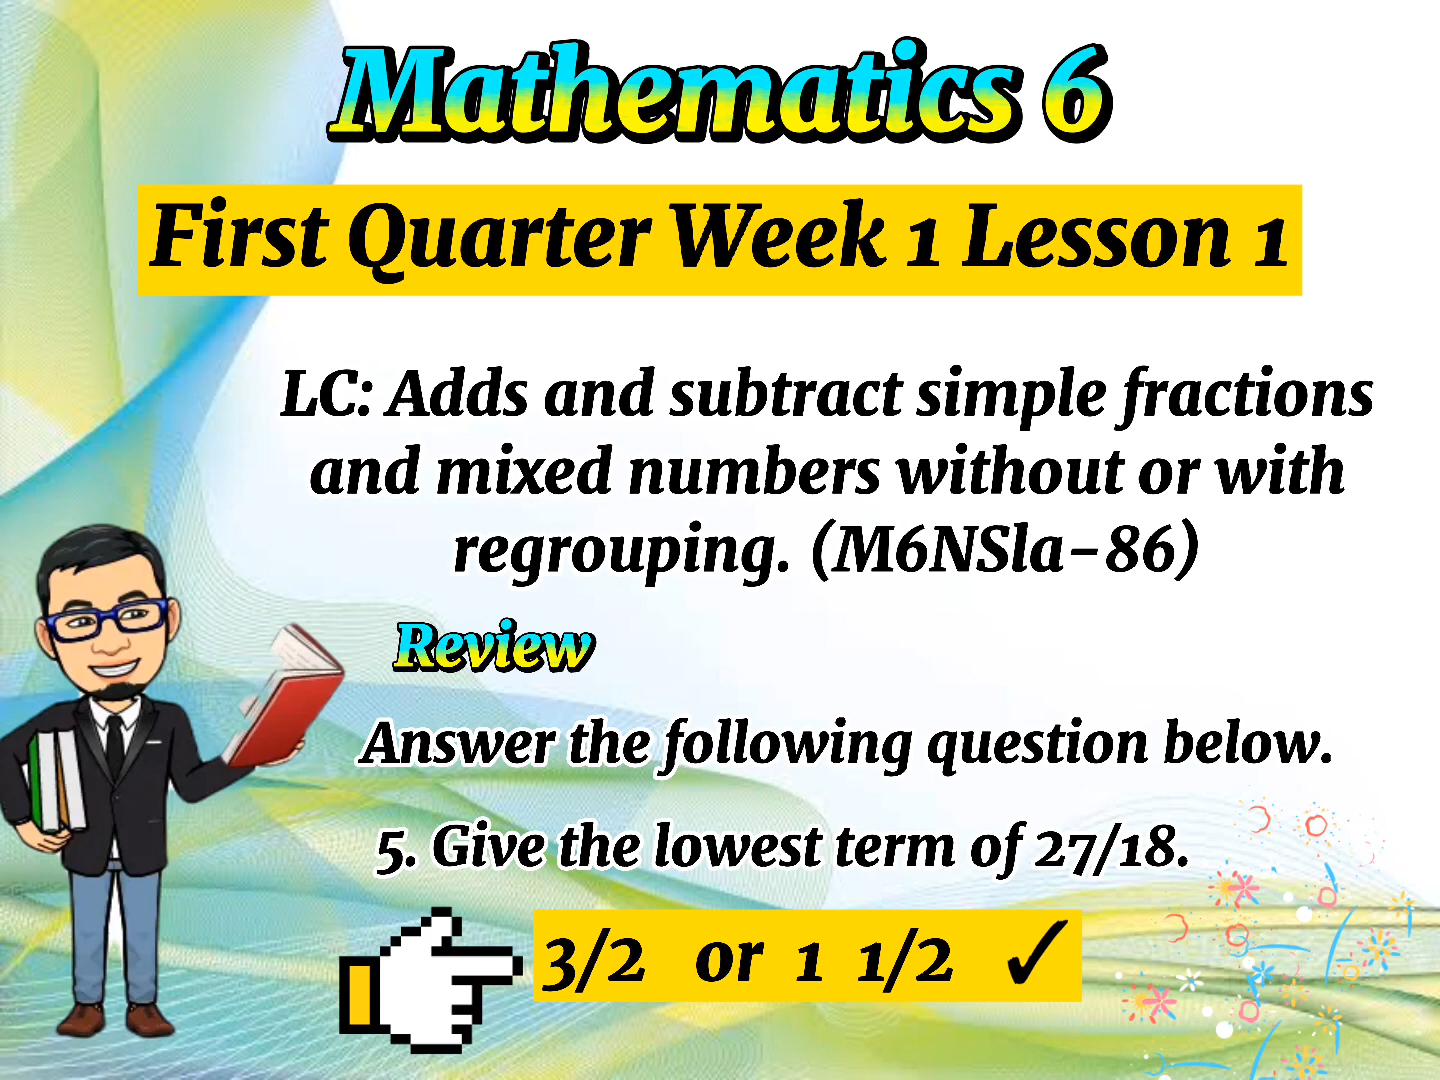 Mathematics 6
First Quarter Week 1 Lesson 1
LC: Adds and subtract simple fractions
and mixed numbers without or with
regrouping. (M6NSla-86)
Review
Answer the following question below.
5. Give the lowest term of 27/18.
3/2 or 1 1/2 ✓